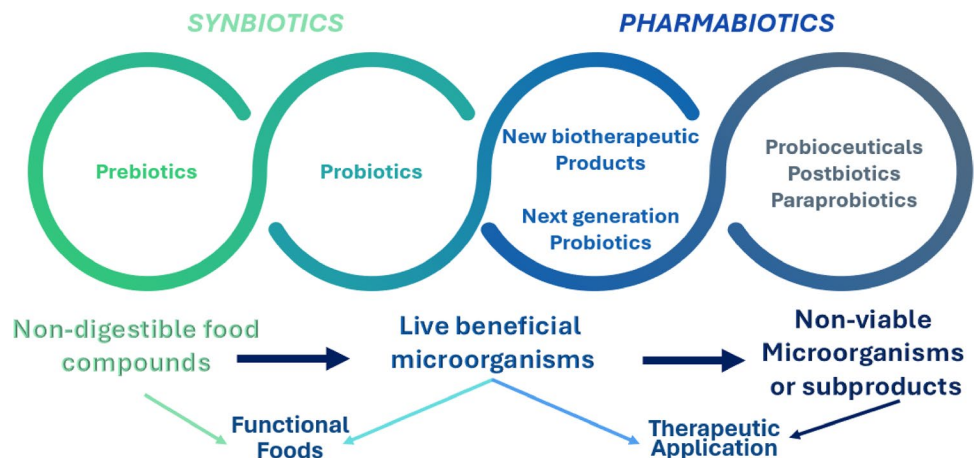 SYNBIOTICS
PHARMABIOTICS
Prebiotics
Probiotics
New biotherapeutic
Products
Next generation
Probiotics
Probioceuticals
Postbiotics
Paraprobiotics
Non-digestible food
compounds
Live beneficial
microorganisms
Non-viable
Microorganisms
or subproducts
Functional
Foods
Therapeutic
Application